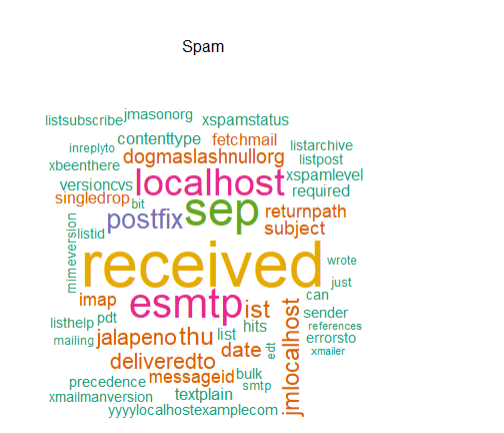 Spam
listsubscribe jmasonorg xspamstatus
inreplyto contenttype fetchmail listarchive
xbeenthere dogmaslashnullorg listpost
versioncvs localhost xspamlevel
singledrop bit required
mimeversion listid postfix sep returnpath
subject
received wrote
just
imap esmtp ist can
sender
listhelp pdt hits references
mailing jalapeno thu list errorsto
deliveredto date edt xmailer
jmlocalhost
precedence messageid bulk
smtp
xmailmanversion textplain
yyyylocalhostexamplecom